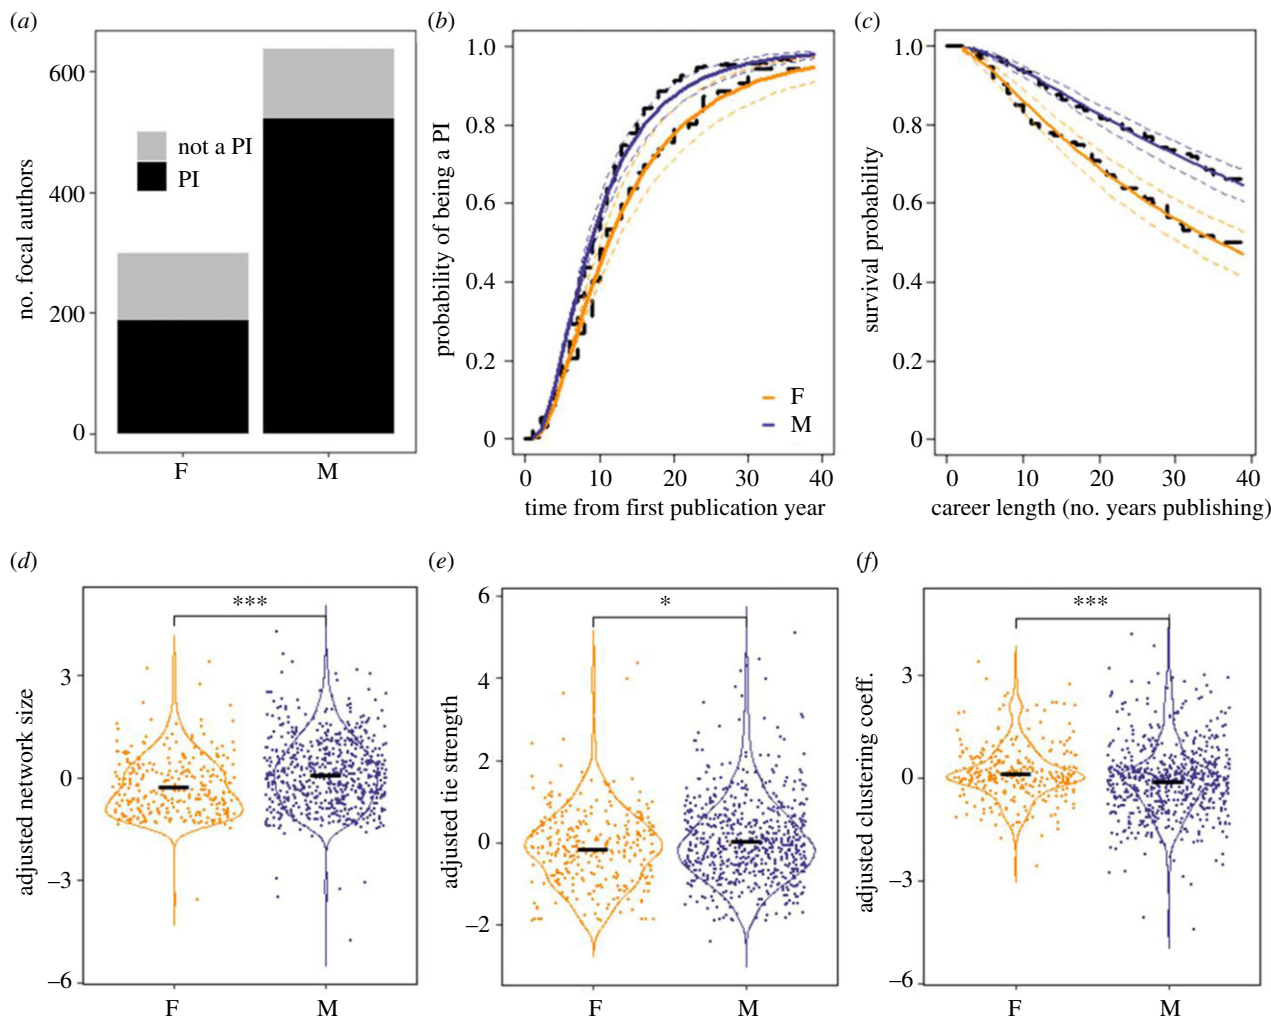 (a)
600
400
200
0
no. focal authors
not a PI
PI
F
M
(b)
1.0
0.8
0.6
0.4
0.2
0
probability of being a PI
F
M
0 10 20 30 40
time from first publication year
(c)
1.0
0.8
0.6
0.4
0.2
0
survival probability
0 10 20 30 40
career length (no. years publishing)
(d)
***
3
0
–3
–6
adjusted network size
F
M
(e)
*
6
4
2
0
–2
adjusted tie strength
F
M
(f)
***
3
0
–3
–6
adjusted clustering coeff.
F
M